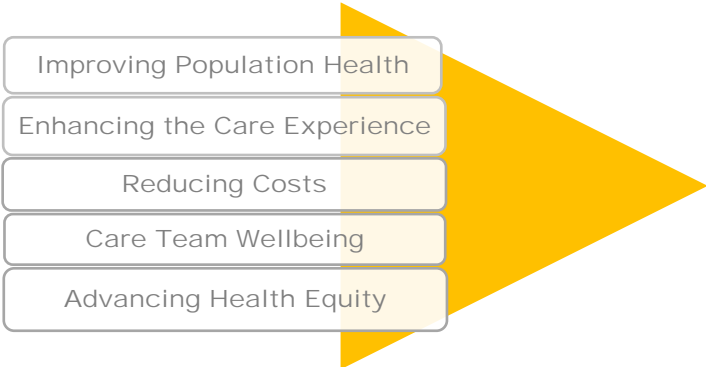 Improving Population Health
Enhancing the Care Experience
Reducing Costs
Care Team Wellbeing
Advancing Health Equity